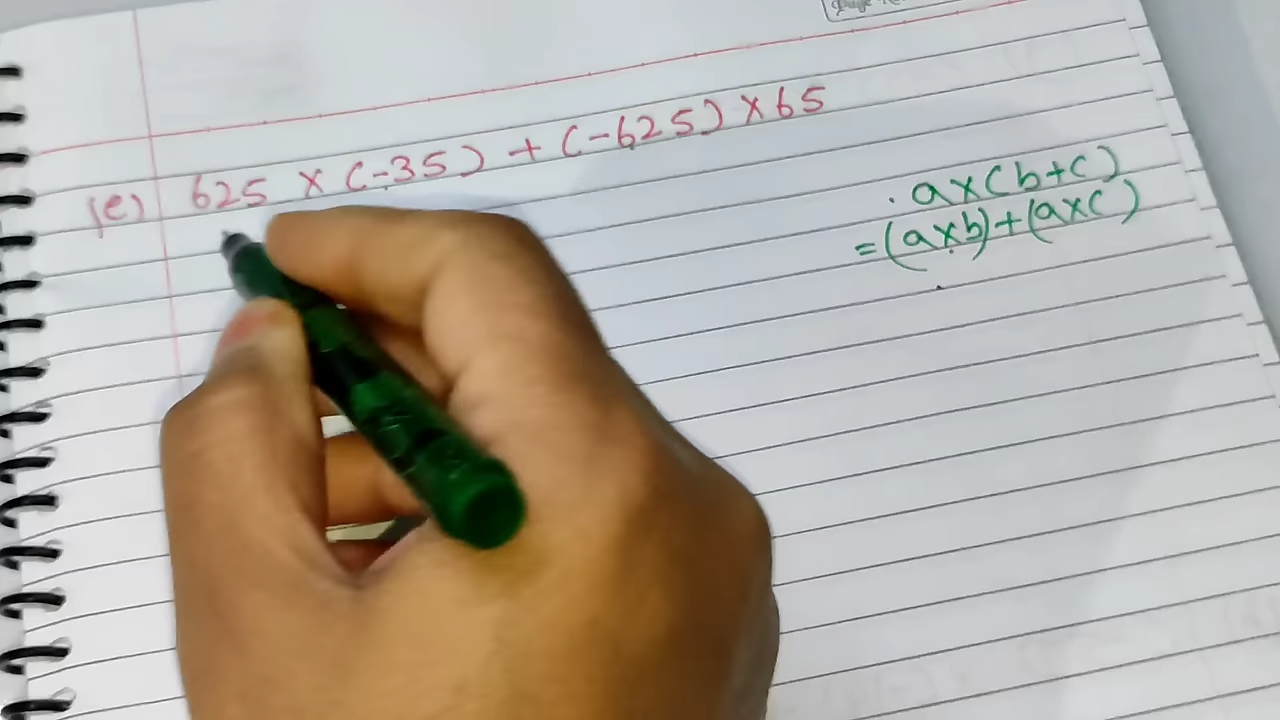 (e) 625 × (-35) + (-625) × 65
a×(b+c)
=(a×b)+(a×c)